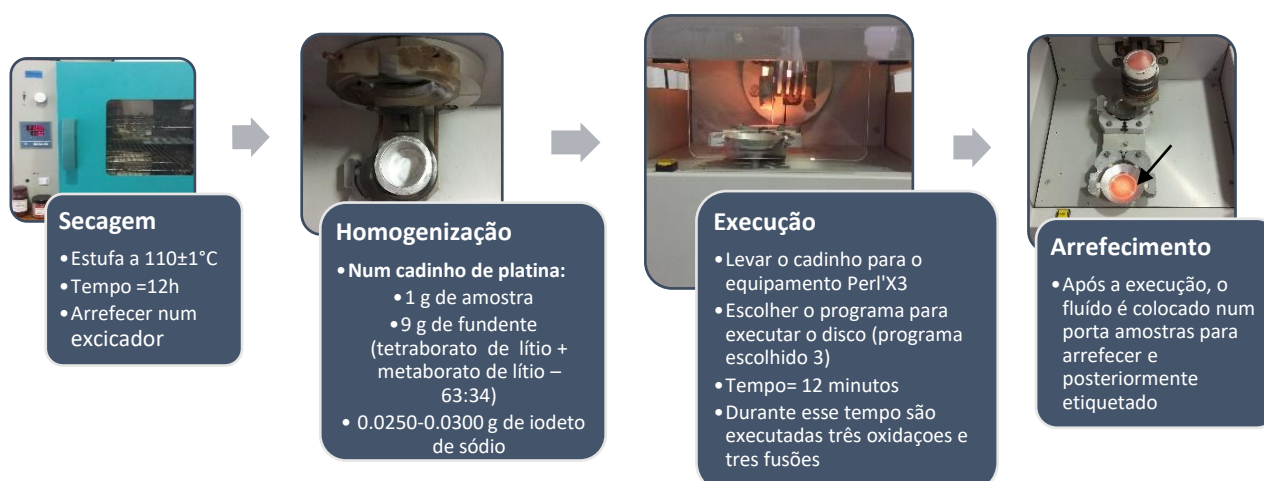 Secagem
•Estufa a 110±1°C
•Tempo =12h
•Arrefecer num
excicador
Homogenização
•Num cadinho de platina:
•1 g de amostra
•9 g de fundente
(tetraborato de lítio +
metaborato de lítio –
63:34)
• 0.0250-0.0300 g de iodeto
de sódio
Execução
•Levar o cadinho para o
equipamento Perl'X3
•Escolher o programa para
executar o disco (programa
escolhido 3)
•Tempo= 12 minutos
•Durante esse tempo são
executadas três oxidaçoes e
tres fusões
Arrefecimento
•Após a execução, o
fluído é colocado num
porta amostras para
arrefecer e
posteriormente
etiquetado